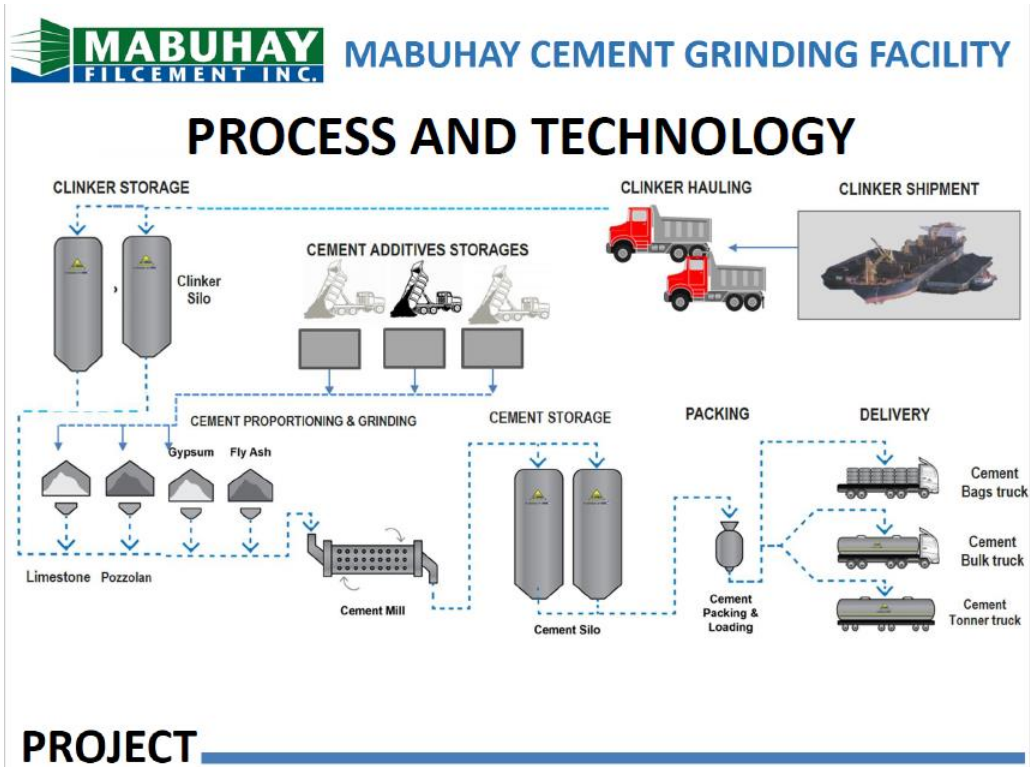 MABUHAY
FILCEMENT INC.
MABUHAY CEMENT GRINDING FACILITY
PROCESS AND TECHNOLOGY
CLINKER STORAGE
CLINKER HAULING
CLINKER SHIPMENT
CEMENT ADDITIVES STORAGES
Clinker
Silo
CEMENT PROPORTIONING & GRINDING
CEMENT STORAGE
PACKING
DELIVERY
Gypsum
Fly Ash
Cement
Bags truck
Cement
Bulk truck
Limestone
Pozzolan
Cement Mill
Cement Silo
Cement
Packing &
Loading
Cement
Tonner truck
PROJECT